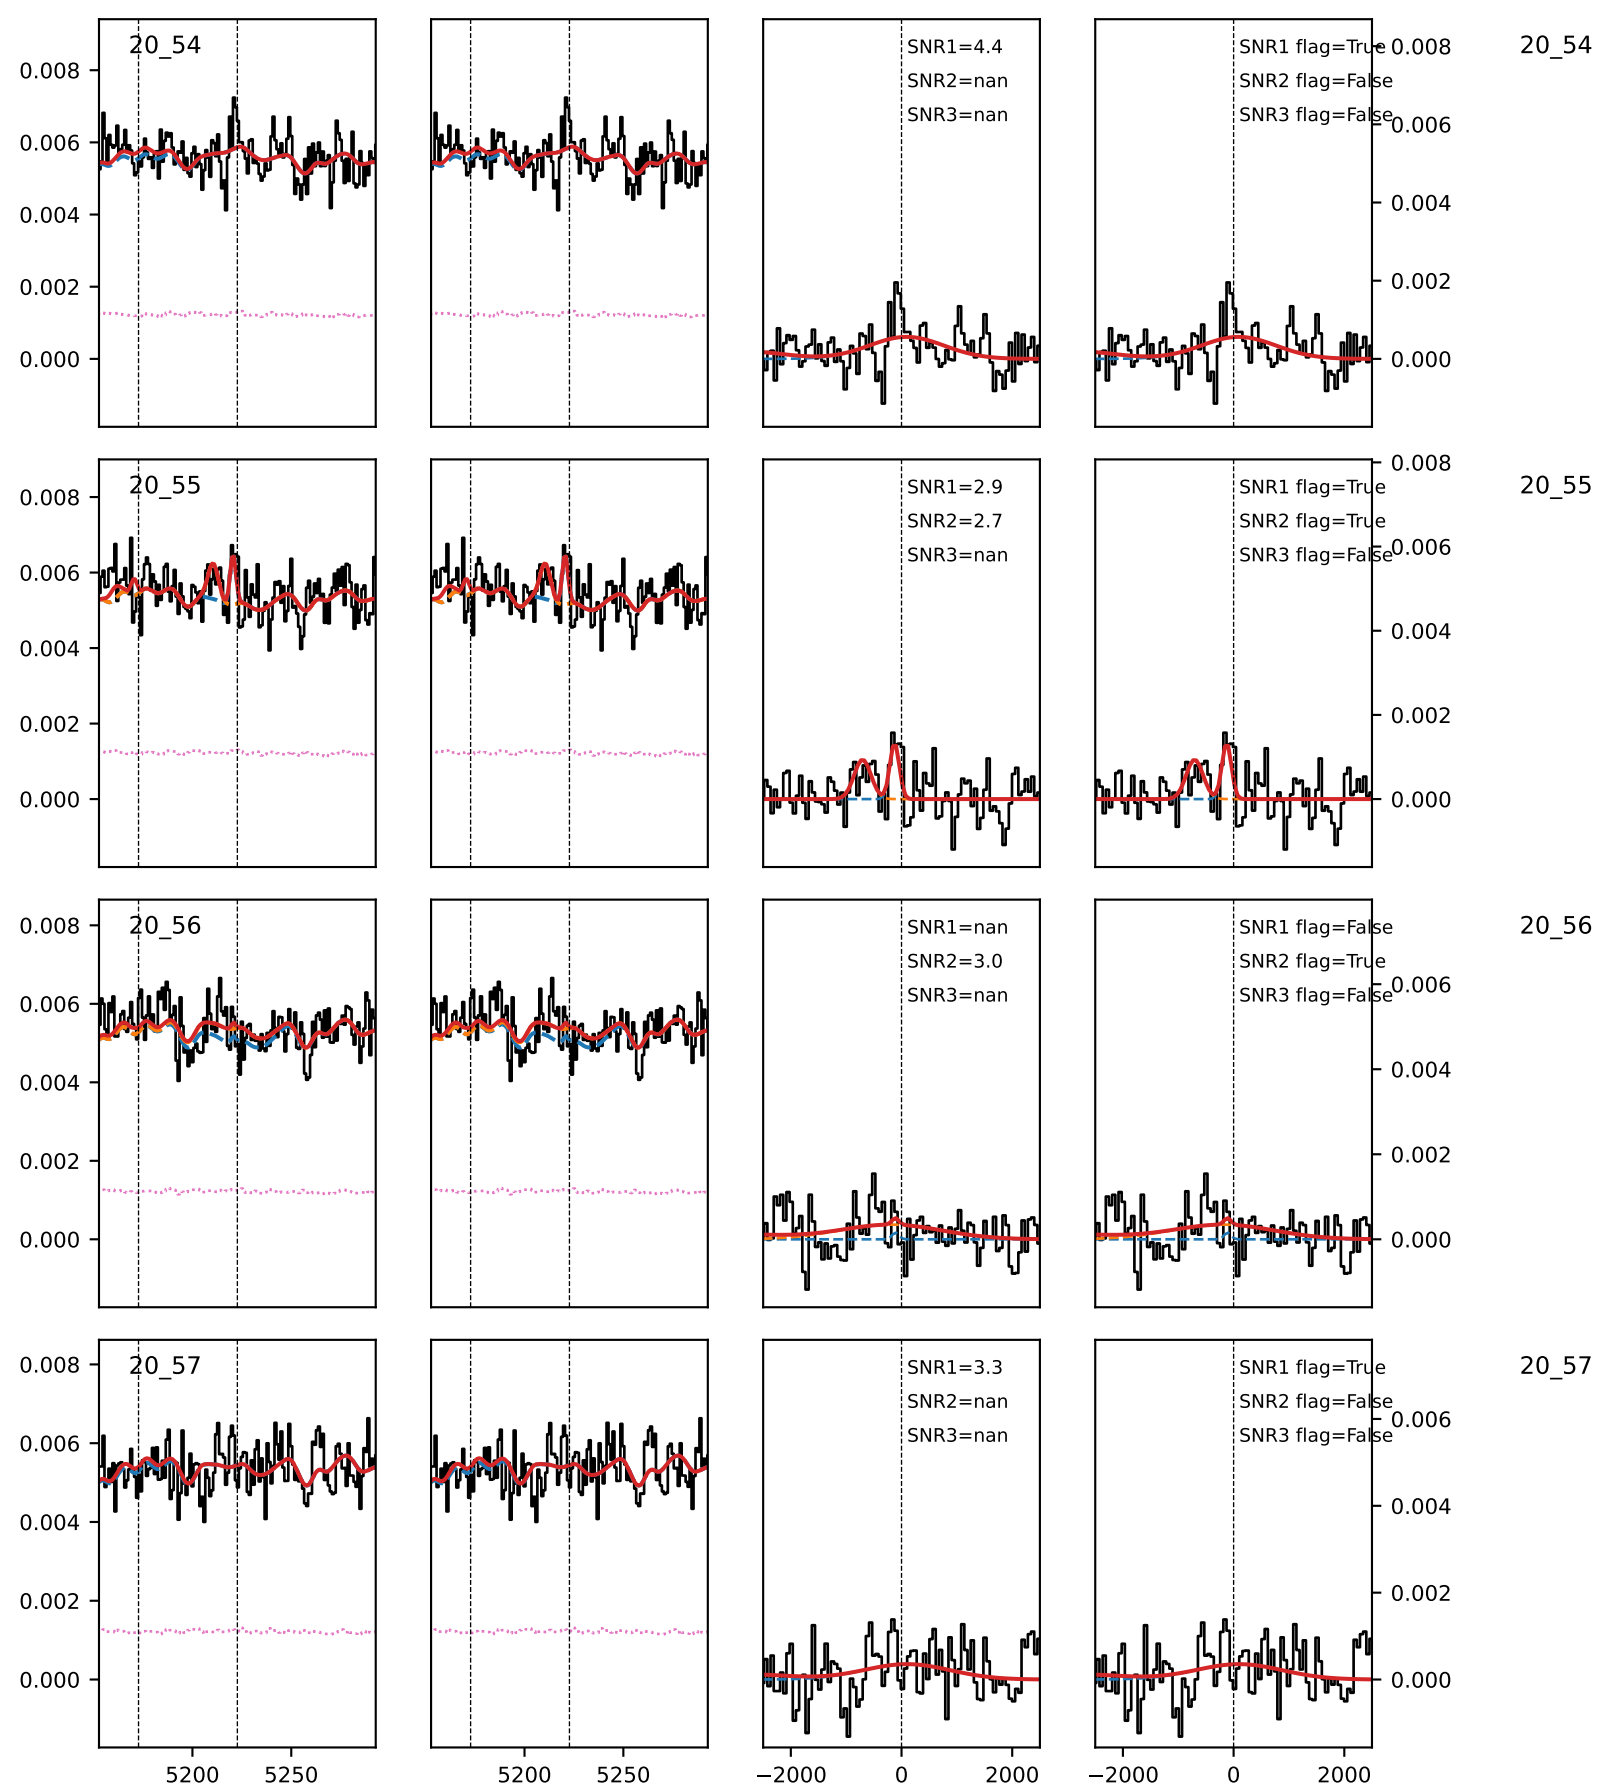 20_54
SNR1=4.4
SNR2=nan
SNR3=nan
SNR1 flag=True
SNR2 flag=False
SNR3 flag=False
20_54
0.008
0.006
0.004
0.002
0.000
0.008
0.006
0.004
0.002
0.000
20_55
SNR1=2.9
SNR2=2.7
SNR3=nan
SNR1 flag=True
SNR2 flag=True
SNR3 flag=False
20_55
0.008
0.006
0.004
0.002
0.000
0.008
0.006
0.004
0.002
0.000
20_56
SNR1=nan
SNR2=3.0
SNR3=nan
SNR1 flag=False
SNR2 flag=True
SNR3 flag=False
20_56
0.008
0.006
0.004
0.002
0.000
0.006
0.004
0.002
0.000
20_57
SNR1=3.3
SNR2=nan
SNR3=nan
SNR1 flag=True
SNR2 flag=False
SNR3 flag=False
20_57
0.008
0.006
0.004
0.002
0.000
0.006
0.004
0.002
0.000
5200 5250 5200 5250 −2000 0 2000 −2000 0 2000